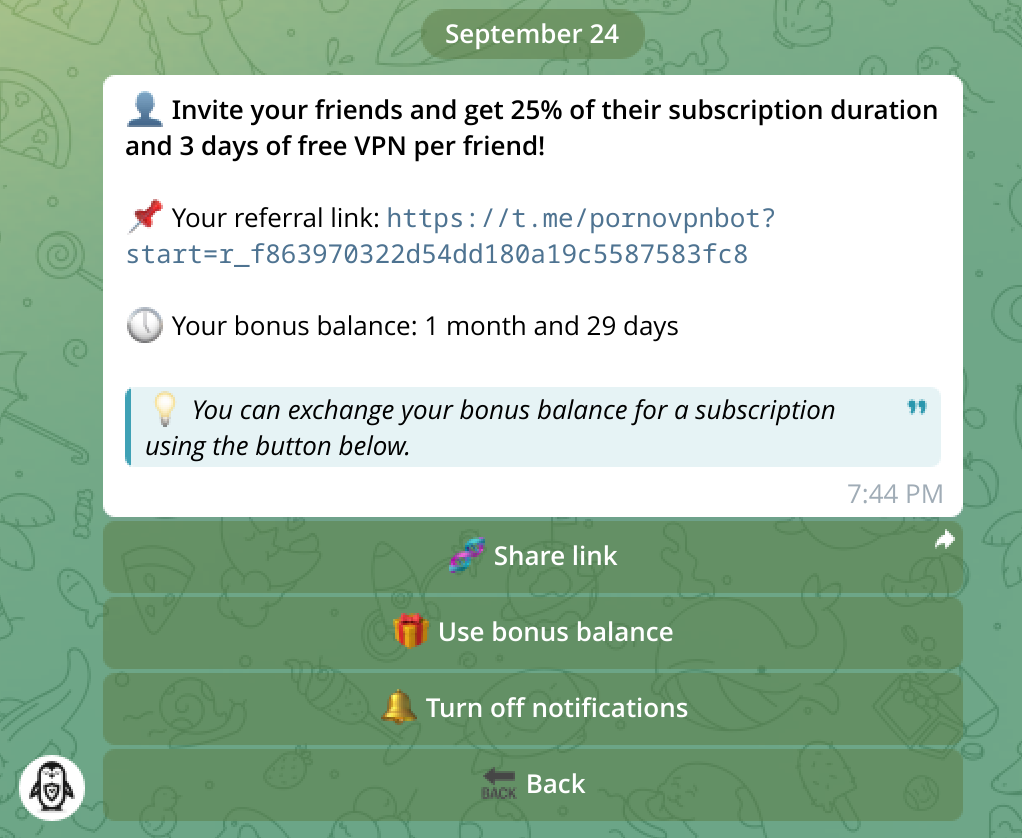 September 24
Invite your friends and get 25% of their subscription duration
and 3 days of free VPN per friend!
Your referral link: https://t.me/pornovpnbot?
start=r_f863970322d54dd180a19c5587583fc8
Your bonus balance: 1 month and 29 days
You can exchange your bonus balance for a subscription
using the button below.
7:44 PM
Share link
Use bonus balance
Turn off notifications
BACK Back